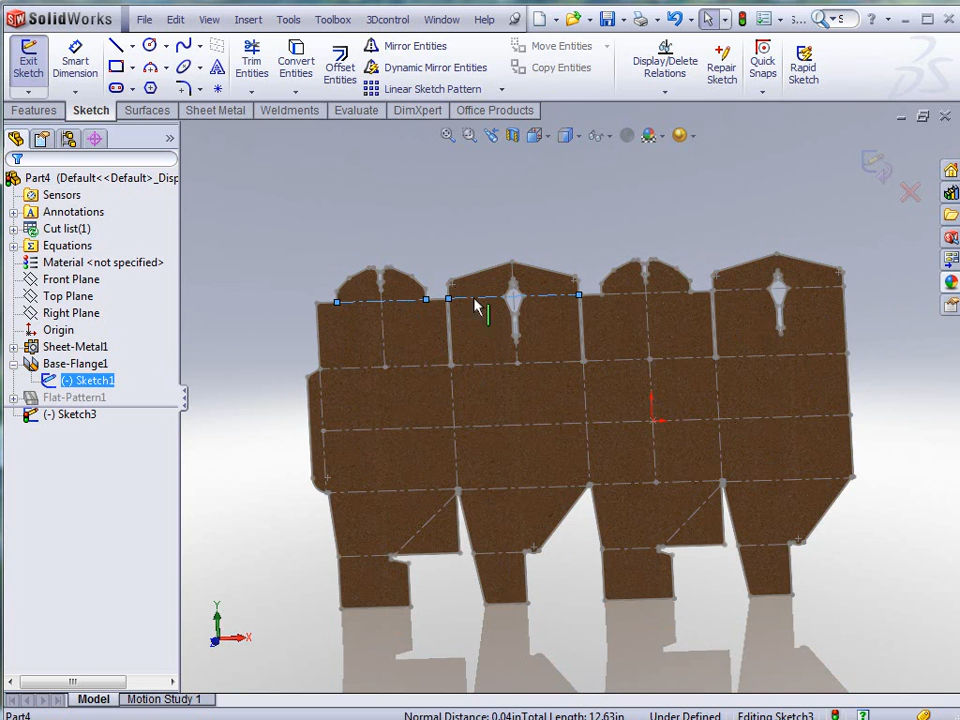 SolidWorks File Edit View Insert Tools Toolbox 3Dcontrol Window Help S... S ?
Exit Sketch
Smart Dimension
Trim Entities
Convert Entities
Offset Entities
Mirror Entities
Dynamic Mirror Entities
Linear Sketch Pattern
Move Entities
Copy Entities
Display/Delete Relations
Repair Sketch
Quick Snaps
Rapid Sketch
Features Sketch Surfaces Sheet Metal Weldments Evaluate DimXpert Office Products
Part4 (Default<<Default>_Disp
Sensors
Annotations
Cut list(1)
Equations
Material <not specified>
Front Plane
Top Plane
Right Plane
Origin
Sheet-Metal1
Base-Flange1
(-) Sketch1
Flat-Pattern1
(-) Sketch3
Y
X
Model Motion Study 1
Part4 Normal Distance: 0.04inTotal Length: 12.63in Under Defined Editing Sketch3